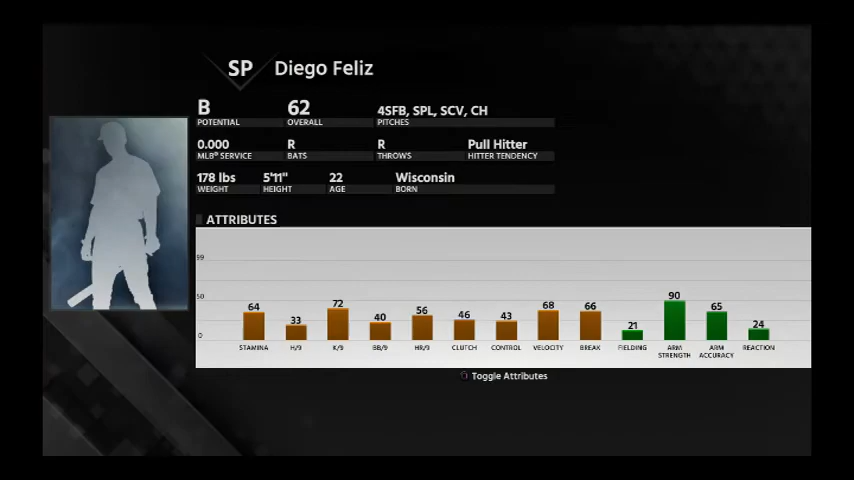 SP Diego Feliz
B 62 4SFB, SPL, SCV, CH
POTENTIAL OVERALL PITCHES
0.000 R R Pull Hitter
MLB® SERVICE BATS THROWS HITTER TENDENCY
178 lbs 5'11" 22 Wisconsin
WEIGHT HEIGHT AGE BORN
ATTRIBUTES
99
50
0
64 33 72 40 56 46 43 68 66 21 90 65 24
STAMINA H/9 K/9 BB/9 HR/9 CLUTCH CONTROL VELOCITY BREAK FIELDING ARM STRENGTH ARM ACCURACY REACTION
Toggle Attributes